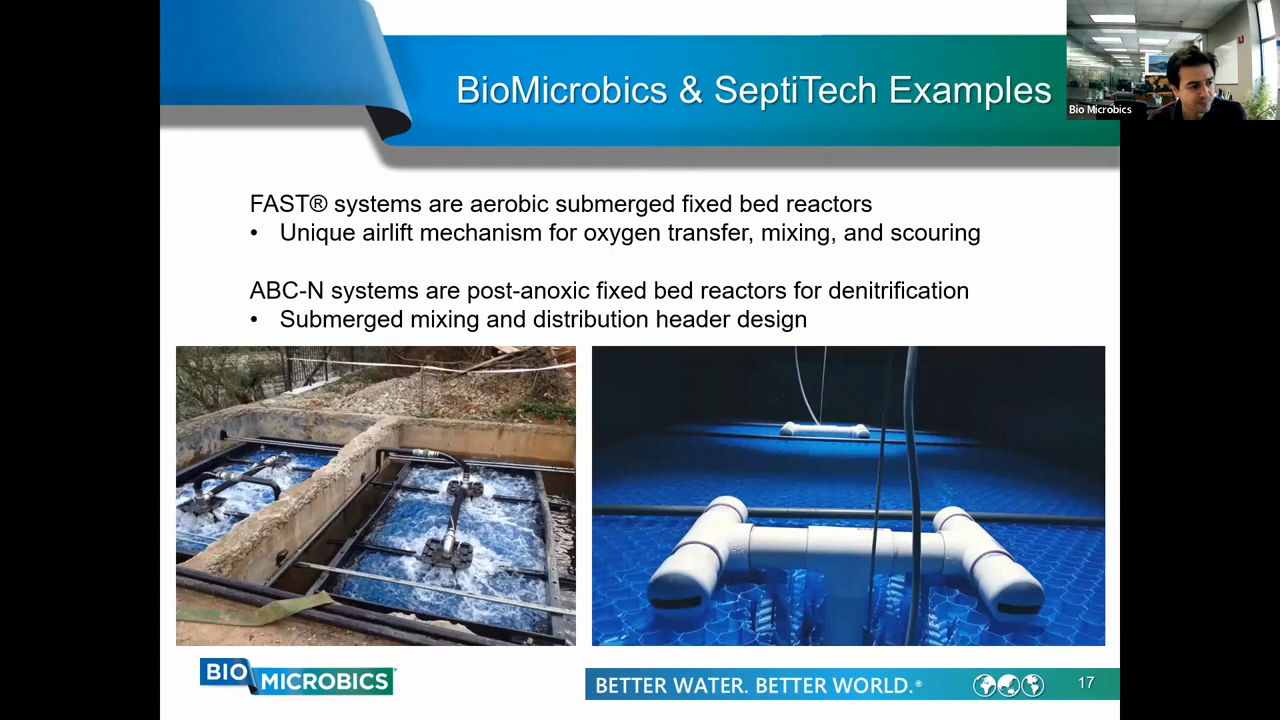 BioMicrobics & SeptiTech Examples
Bio Microbics
FAST® systems are aerobic submerged fixed bed reactors
• Unique airlift mechanism for oxygen transfer, mixing, and scouring
ABC-N systems are post-anoxic fixed bed reactors for denitrification
• Submerged mixing and distribution header design
BIO MICROBICS®
BETTER WATER. BETTER WORLD.®
17